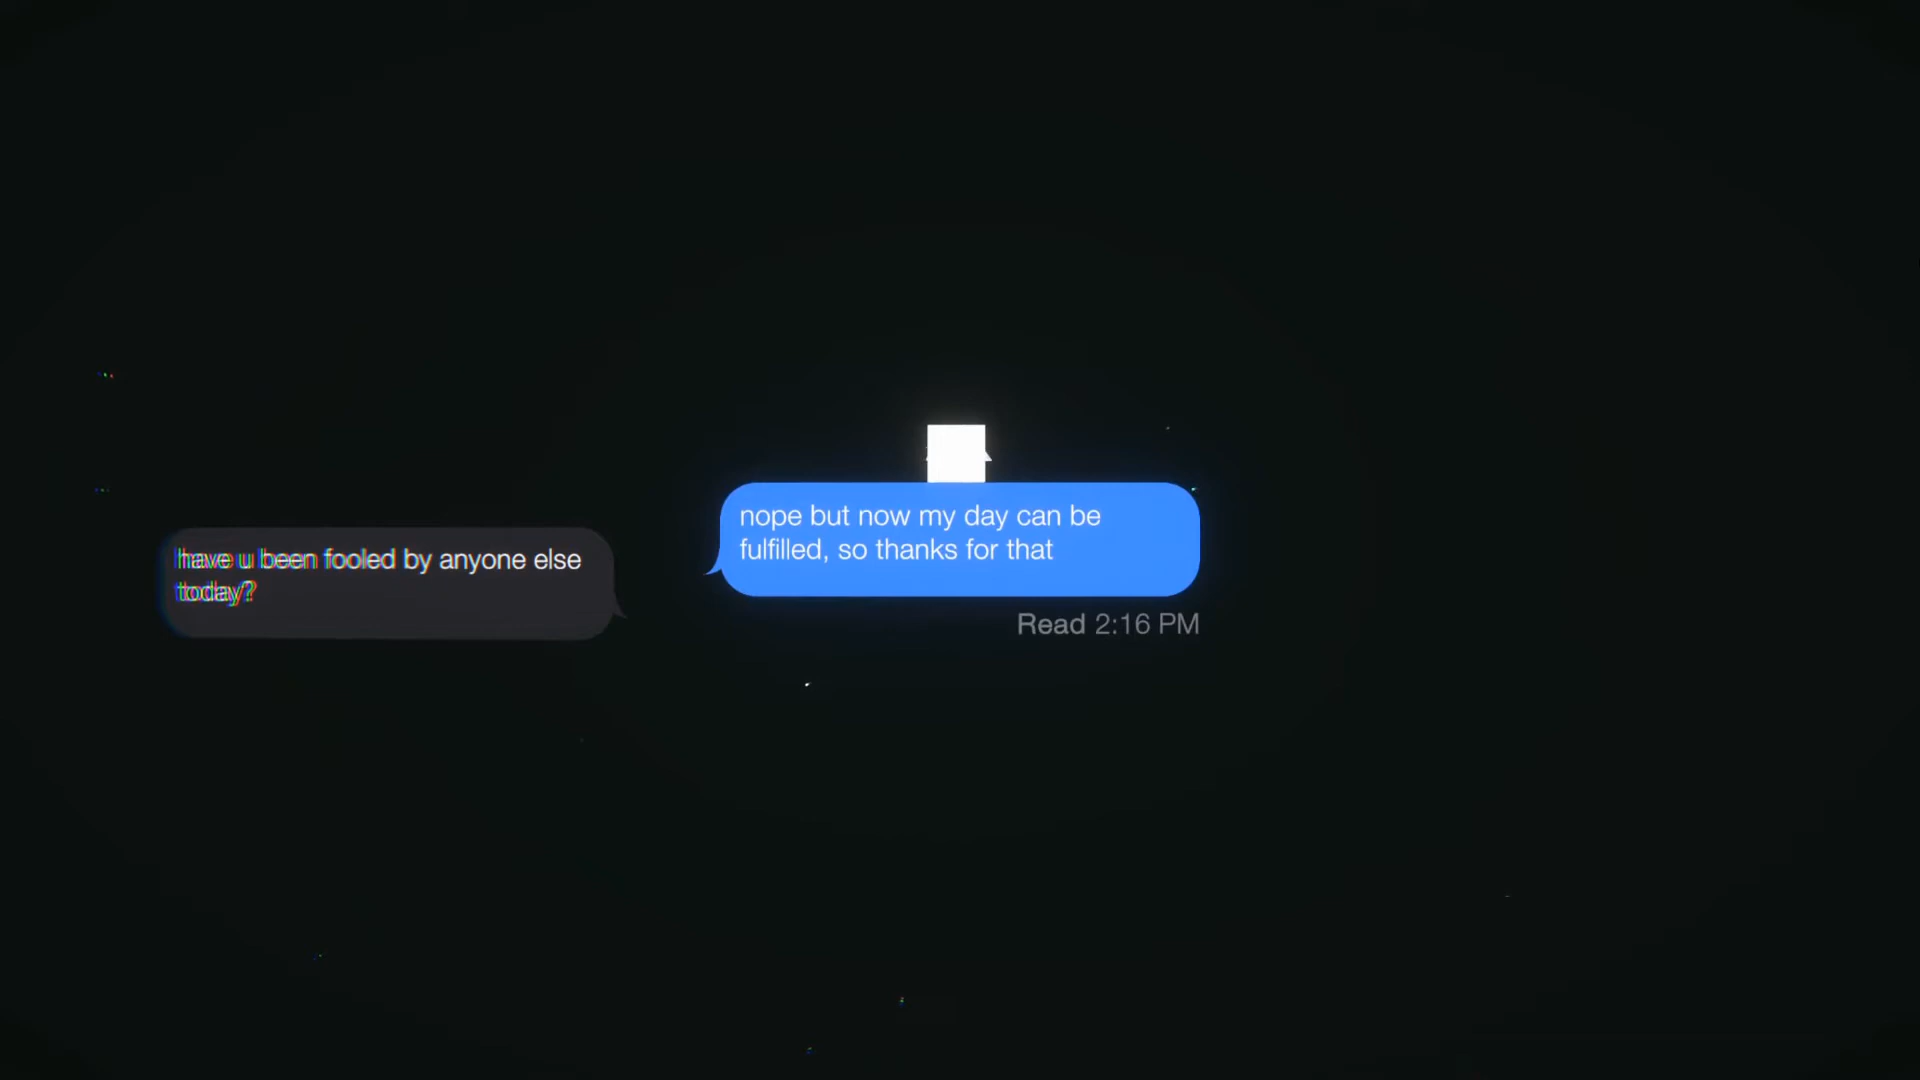 have u been fooled by anyone else
today?
nope but now my day can be
fulfilled, so thanks for that
Read 2:16 PM